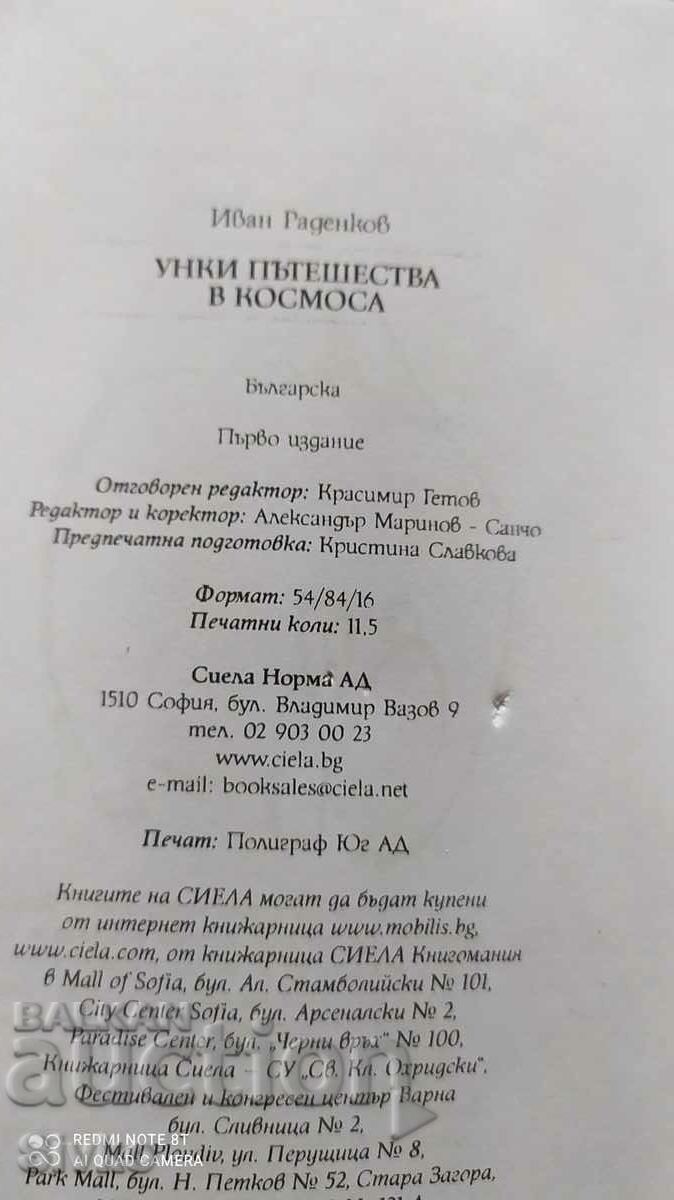 Иван Раденков
УНКИ ПЪТЕШЕСТВА
В КОСМОСА
Българска
Първо издание
Отговорен редактор: Красимир Гетов
Редактор и коректор: Александър Маринов - Санчо
Предпечатна подготовка: Кристина Славкова
Формат: 54/84/16
Печатни коли: 11,5
Сиела Норма АД
1510 София, бул. Владимир Вазов 9
тел. 02 903 00 23
www.ciela.bg
e-mail: booksales@ciela.net
Печат: Полиграф Юг АД
Книгите на СИЕЛА могат да бъдат купени
от интернет книжарница www.mobilis.bg,
www.ciela.com, от книжарница СИЕЛА Книгомания
в Mall of Sofia, бул. Ал. Стамболийски № 101,
City Center Sofia, бул. Арсеналски № 2,
Paradise Center, бул. „Черни връх“ № 100,
Книжарница Сиела – СУ „Св. Кл. Охридски“,
Фестивален и конгресен център Варна
бул. Сливница № 2,
Mall Plovdiv, ул. Перущица № 8,
Park Mall, бул. Н. Петков № 52, Стара Загора,
BALKAN
auction
REDMI NOTE 8T
AI QUAD CAMERA